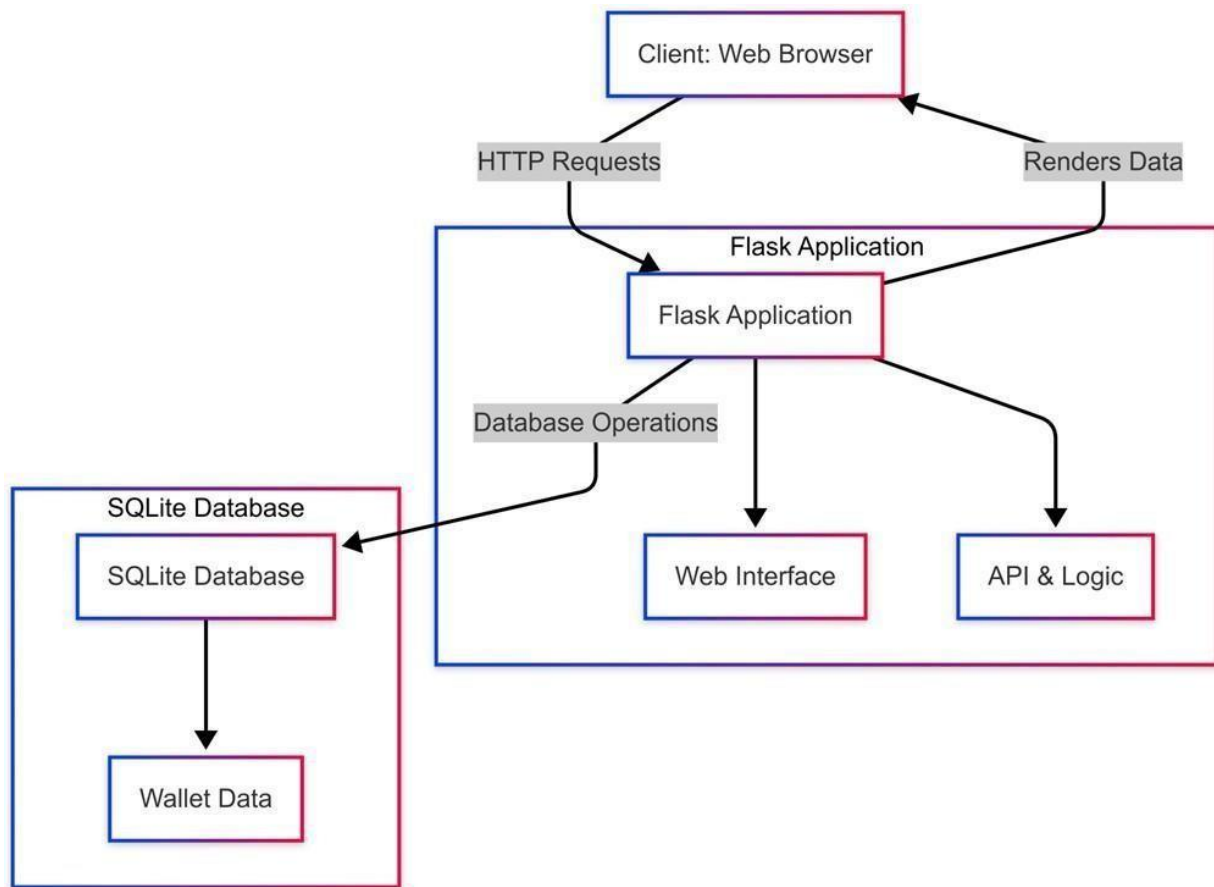 Client: Web Browser
HTTP Requests
Renders Data
Flask Application
Flask Application
Database Operations
SQLite Database
SQLite Database
Web Interface
API & Logic
Wallet Data